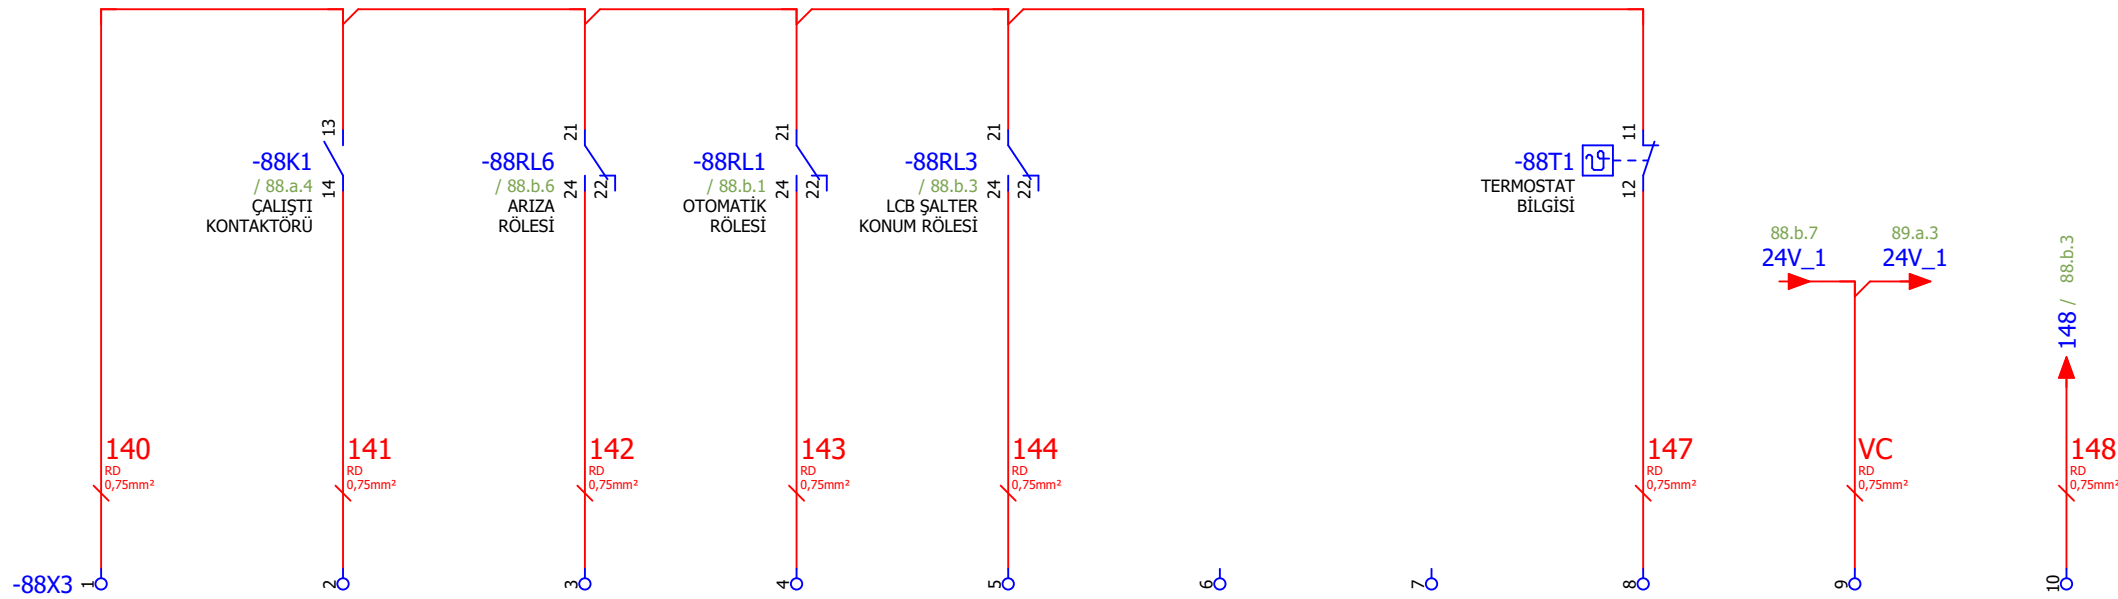 13
-88K1
/ 88.a.4
14
ÇALIŞTI
KONTAKTÖRÜ
21
-88RL6
/ 88.b.6
24
22
ARIZA
RÖLESİ
21
-88RL1
/ 88.b.1
24
22
OTOMATİK
RÖLESİ
21
-88RL3
/ 88.b.3
24
22
LCB ŞALTER
KONUM RÖLESİ
11
-88T1
12
TERMOSTAT
BİLGİSİ
88.b.7
24V_1
89.a.3
24V_1
148 / 88.b.3
140
RD
0,75mm²
141
RD
0,75mm²
142
RD
0,75mm²
143
RD
0,75mm²
144
RD
0,75mm²
147
RD
0,75mm²
VC
RD
0,75mm²
148
RD
0,75mm²
-88X3
1
2
3
4
5
6
7
8
9
10